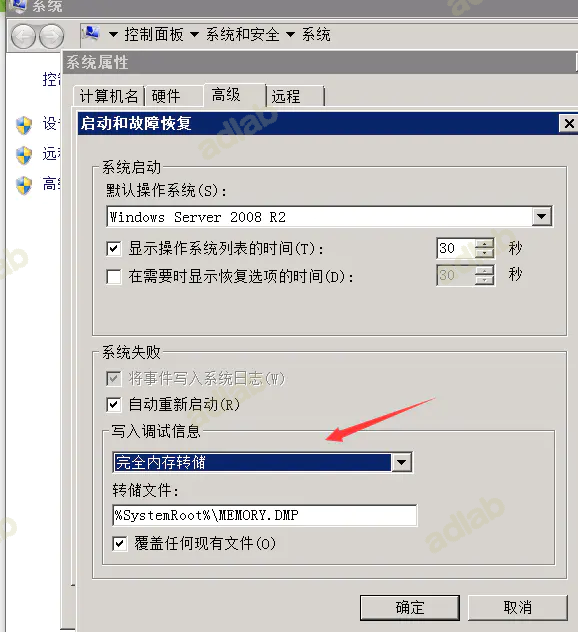 系统
控制面板 系统和安全 系统
系统属性
计算机名 硬件 高级 远程
启动和故障恢复
系统启动
默认操作系统(S):
Windows Server 2008 R2
显示操作系统列表的时间(T): 30 秒
在需要时显示恢复选项的时间(D): 30 秒
系统失败
将事件写入系统日志(W)
自动重新启动(R)
写入调试信息
完全内存转储
转储文件:
%SystemRoot%\MEMORY.DMP
覆盖任何现有文件(O)
确定 取消
adlab
adlab